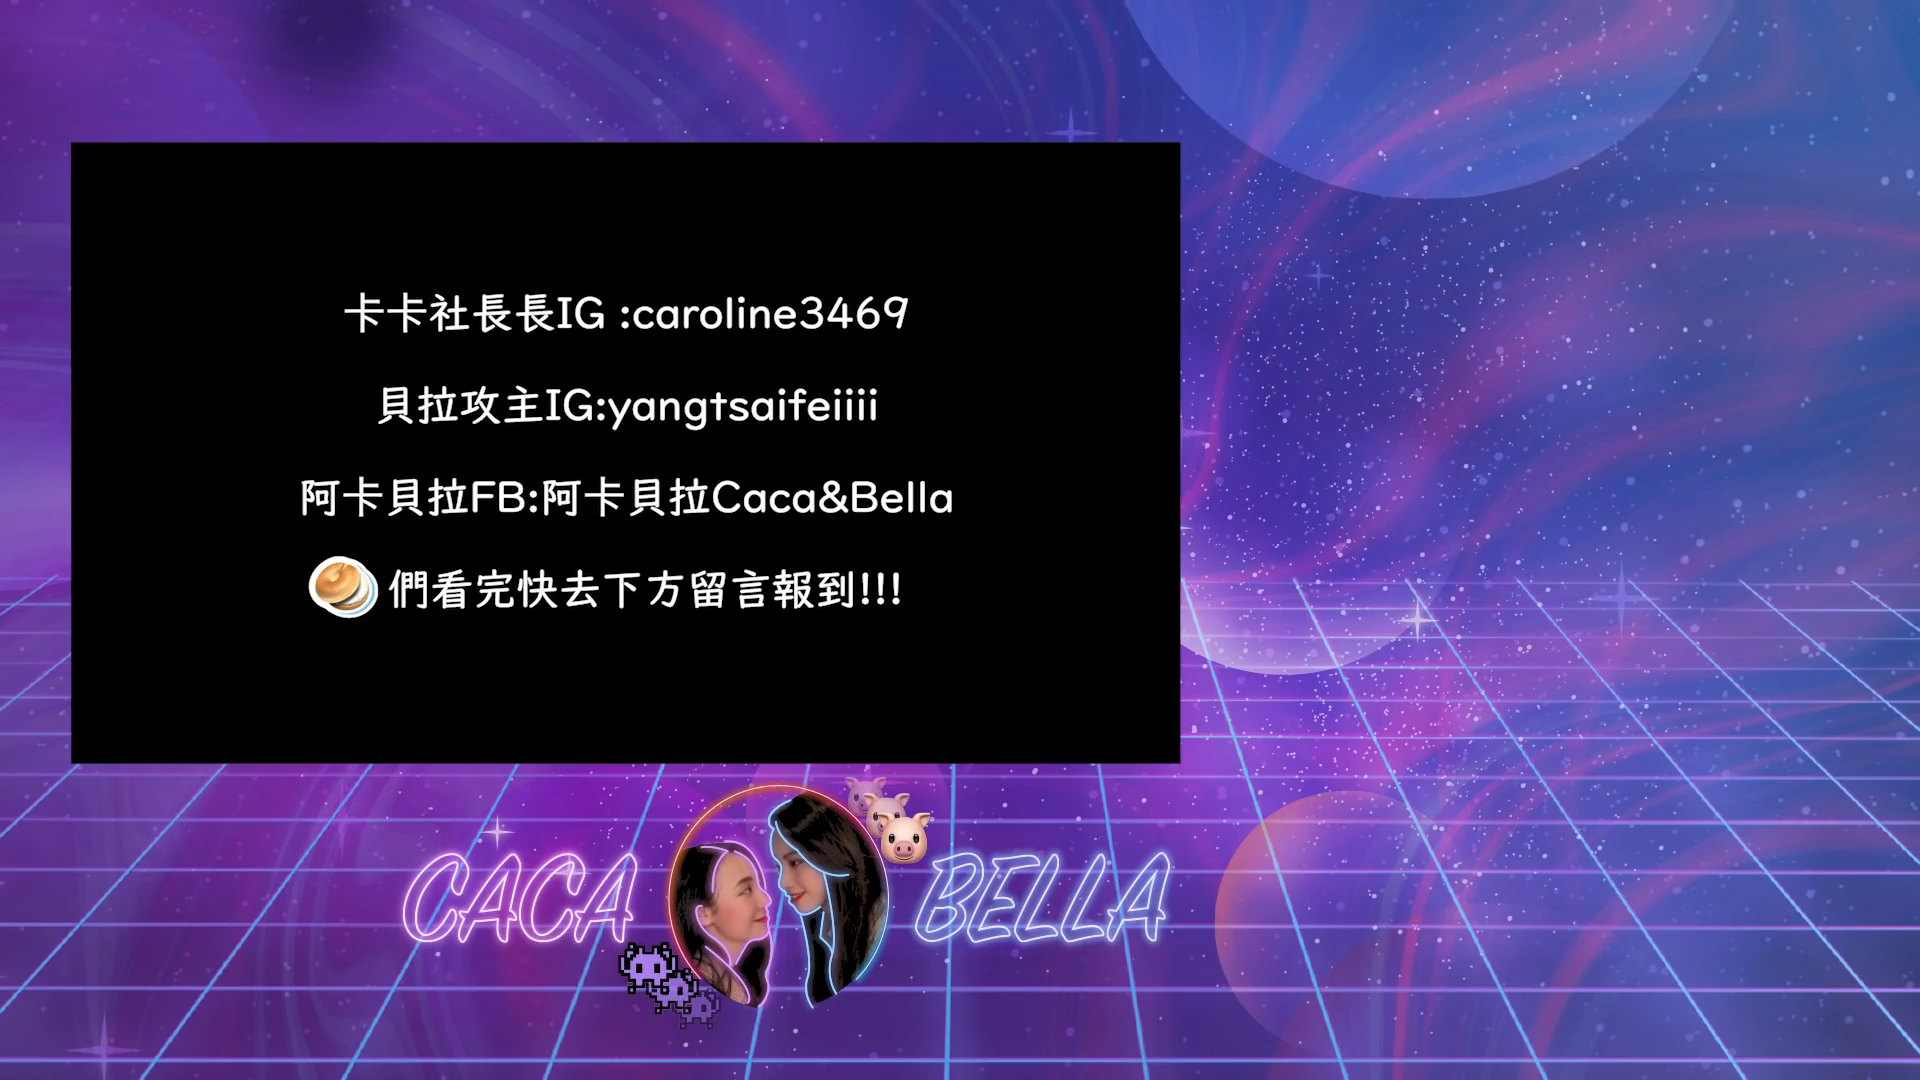 卡卡社長長IG :caroline3469
貝拉攻主IG:yangtsaifeiiii
阿卡貝拉FB:阿卡貝拉Caca&Bella
們看完快去下方留言報到!!!
CACA BELLA